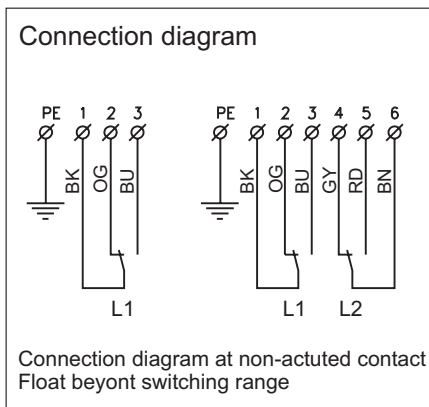 Connection diagram
PE 1 2 3
BK OG BU
L1
PE 1 2 3 4 5 6
BK OG BU GY RD BN
L1 L2
Connection diagram at non-actuted contact
Float beyont switching range